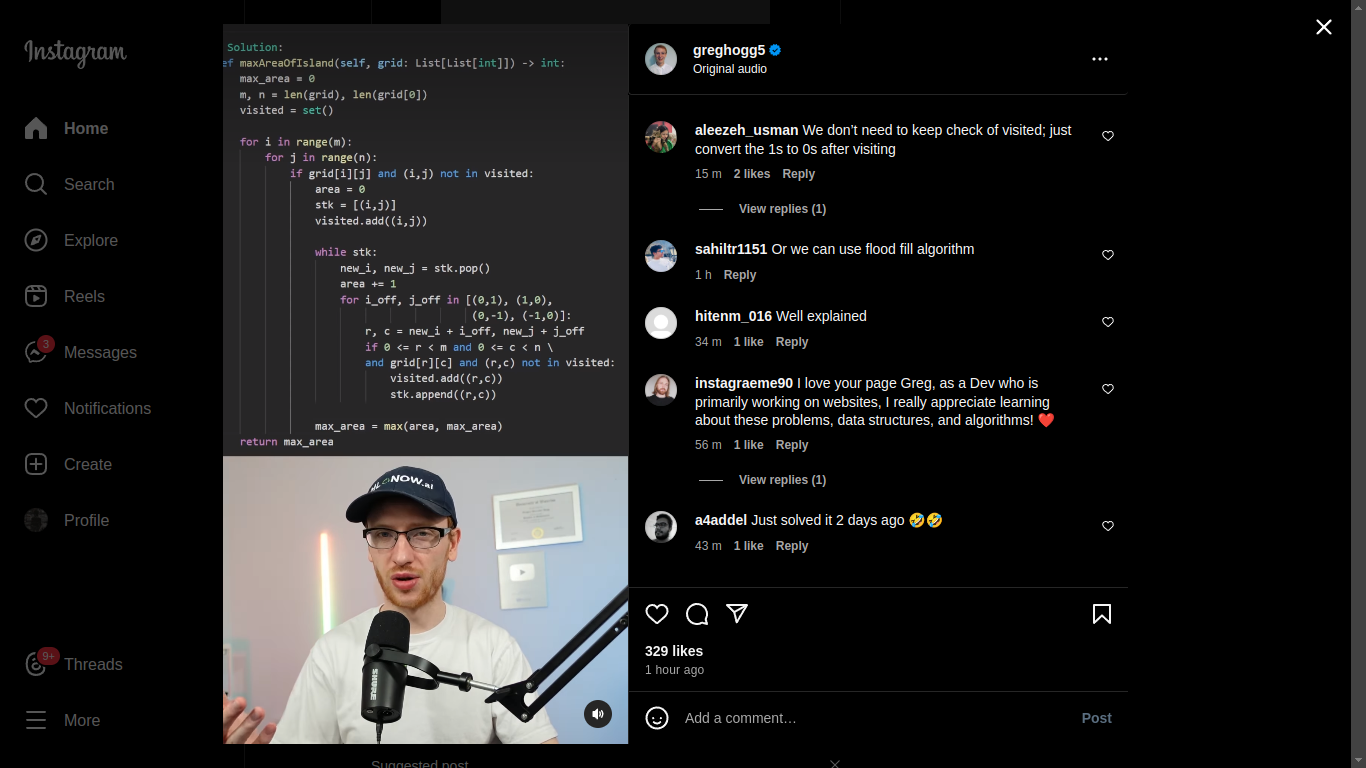 Instagram
Home
Search
Explore
Reels
3
Messages
Notifications
Create
Profile
9+
Threads
More
Solution:
ef maxAreaOfIsland(self, grid: List[List[int]]) -> int:
max_area = 0
m, n = len(grid), len(grid[0])
visited = set()
for i in range(m):
for j in range(n):
if grid[i][j] and (i,j) not in visited:
area = 0
stk = [(i,j)]
visited.add((i,j))
while stk:
new_i, new_j = stk.pop()
area += 1
for i_off, j_off in [(0,1), (1,0),
(0,-1), (-1,0)]:
r, c = new_i + i_off, new_j + j_off
if 0 <= r < m and 0 <= c < n \
and grid[r][c] and (r,c) not in visited:
visited.add((r,c))
stk.append((r,c))
max_area = max(area, max_area)
return max_area
NOW.ai
SHURE
greghogg5
Original audio
aleezeh_usman We don’t need to keep check of visited; just
convert the 1s to 0s after visiting
15 m 2 likes Reply
View replies (1)
sahiltr1151 Or we can use flood fill algorithm
1 h Reply
hitenm_016 Well explained
34 m 1 like Reply
instagraeme90 I love your page Greg, as a Dev who is
primarily working on websites, I really appreciate learning
about these problems, data structures, and algorithms! ❤️
56 m 1 like Reply
View replies (1)
a4addel Just solved it 2 days ago 🤣🤣
43 m 1 like Reply
329 likes
1 hour ago
Add a comment…
Post
Suggested post